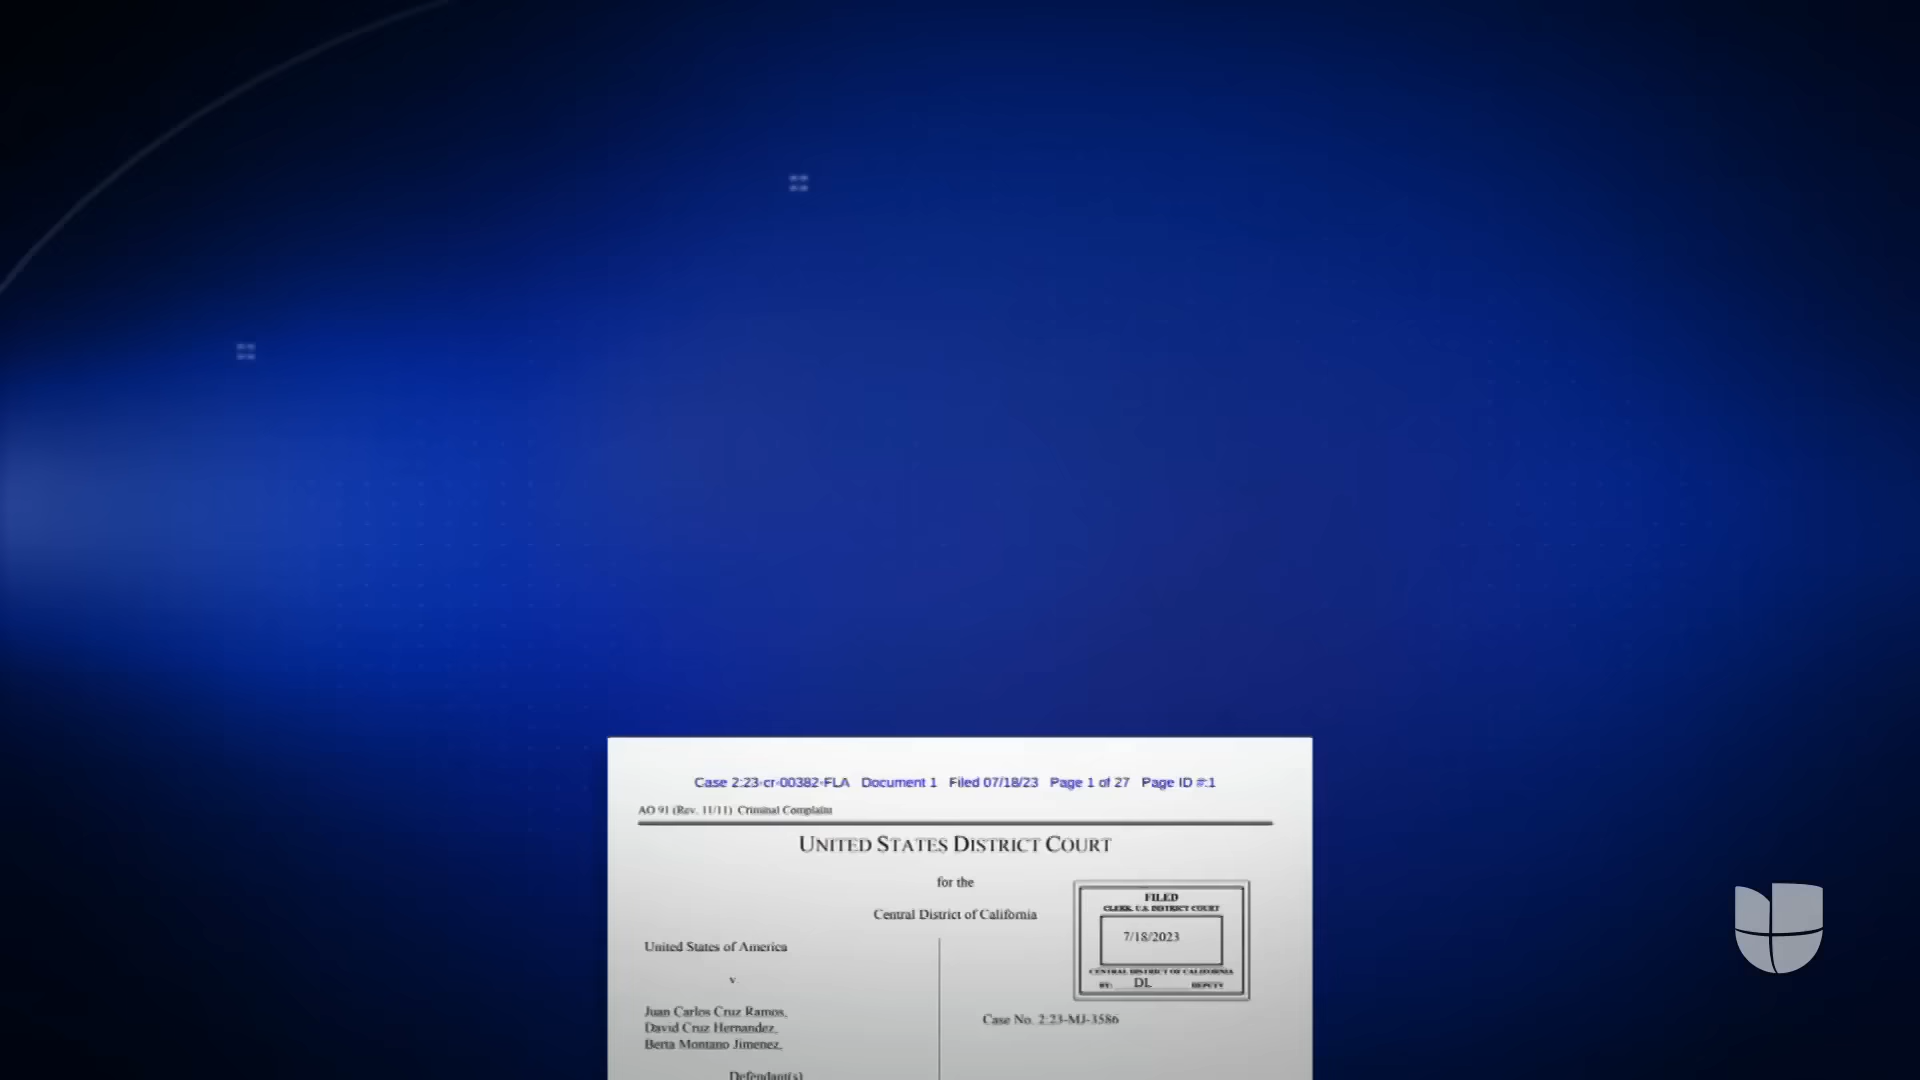 Case 2:23-cr-00382-FLA Document 1 Filed 07/18/23 Page 1 of 27 Page ID #:1
AO 91 (Rev. 11/11) Criminal Complaint
UNITED STATES DISTRICT COURT
for the
Central District of California
FILED
CLERK, U.S. DISTRICT COURT
7/18/2023
CENTRAL DISTRICT OF CALIFORNIA
BY: DL DEPUTY
United States of America
v.
Juan Carlos Cruz Ramos,
David Cruz Hernandez,
Berta Montano Jimenez,
Defendant(s)
Case No. 2:23-MJ-3586